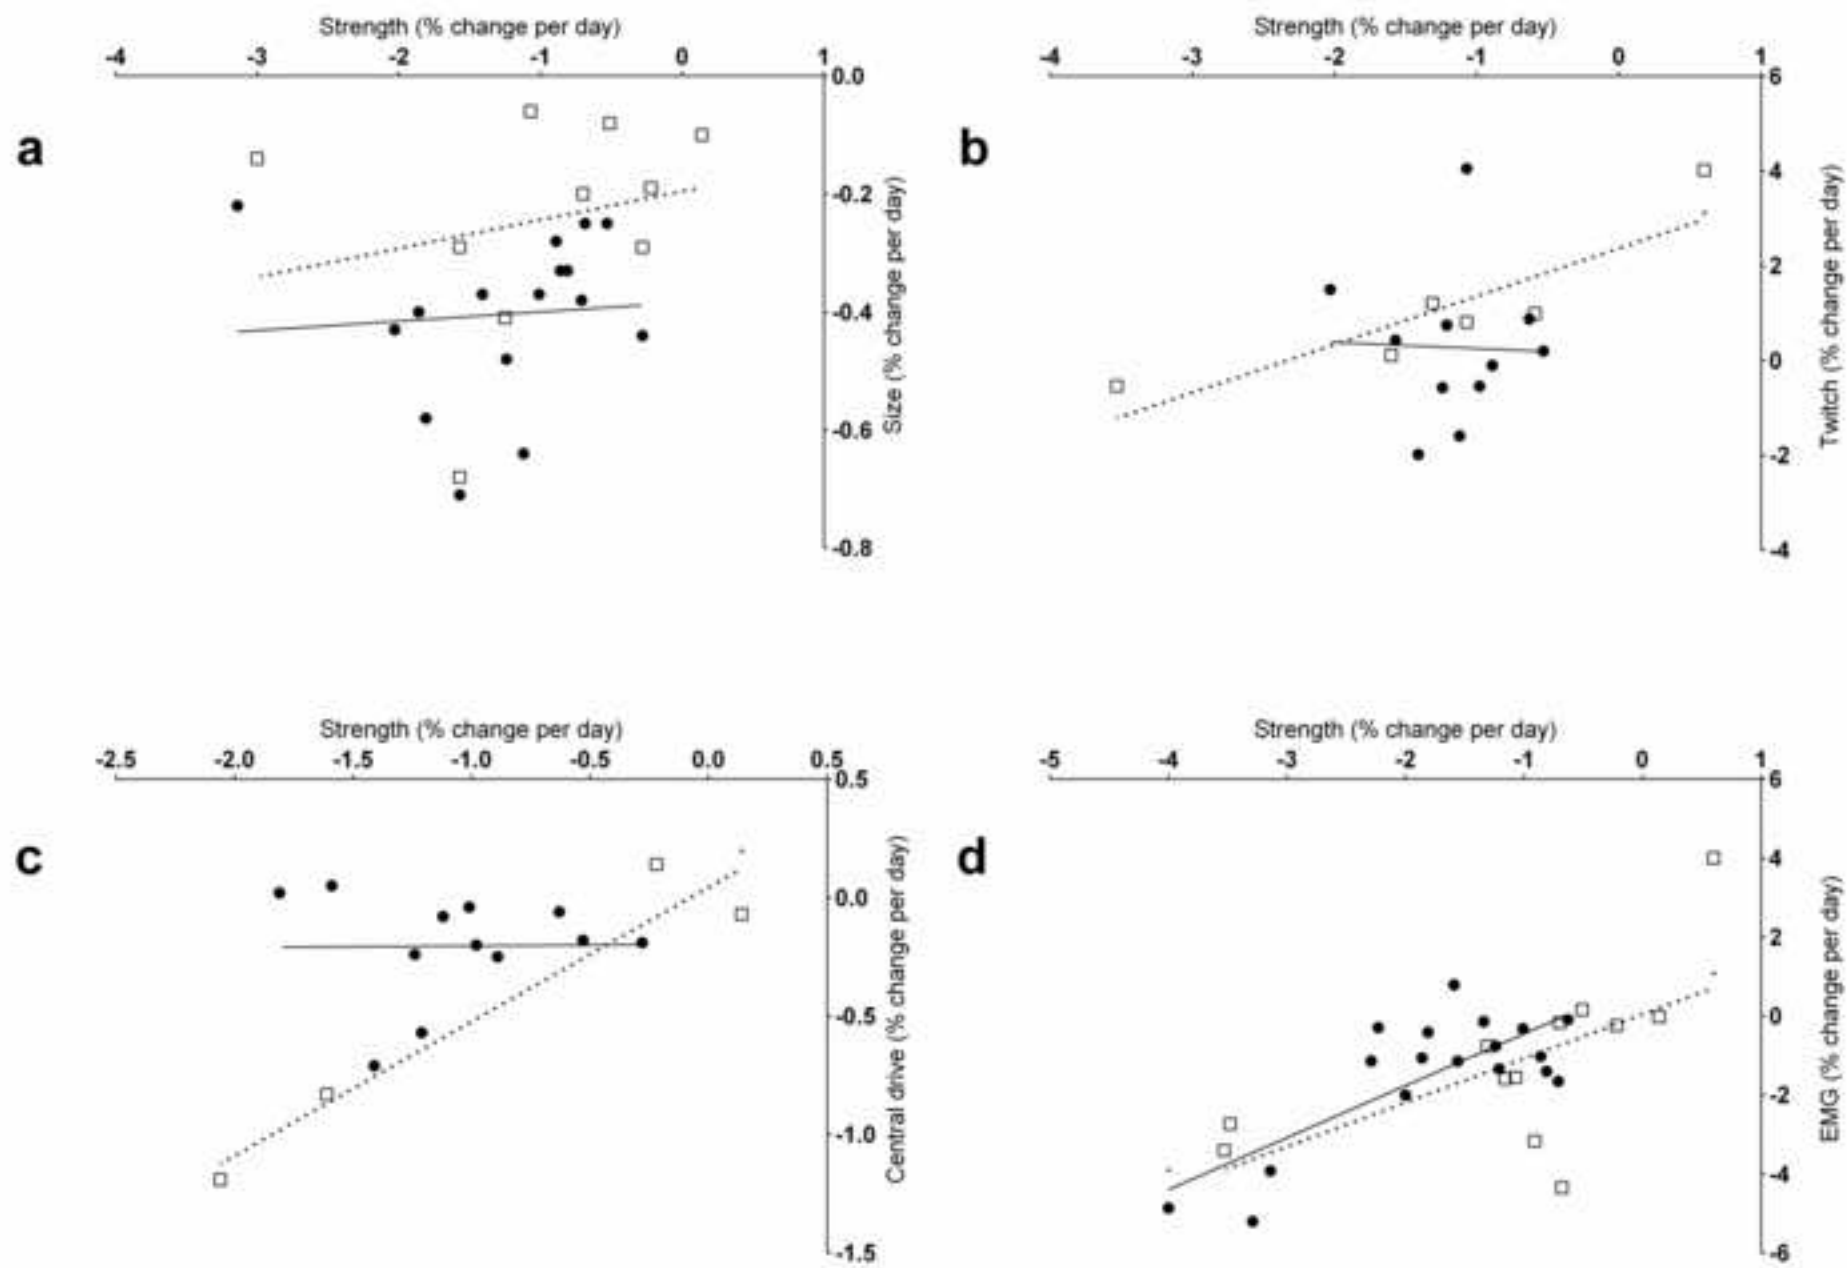 Strength (% change per day)
-4 -3 -2 -1 0 1
0.0
-0.2
-0.4
-0.6
-0.8
Size (% change per day)
a
Strength (% change per day)
-4 -3 -2 -1 0 1
6
4
2
0
-2
-4
Twitch (% change per day)
b
Strength (% change per day)
-2.5 -2.0 -1.5 -1.0 -0.5 0.0 0.5
0.5
0.0
-0.5
-1.0
-1.5
Central drive (% change per day)
c
Strength (% change per day)
-5 -4 -3 -2 -1 0 1
6
4
2
0
-2
-4
-6
EMG (% change per day)
d